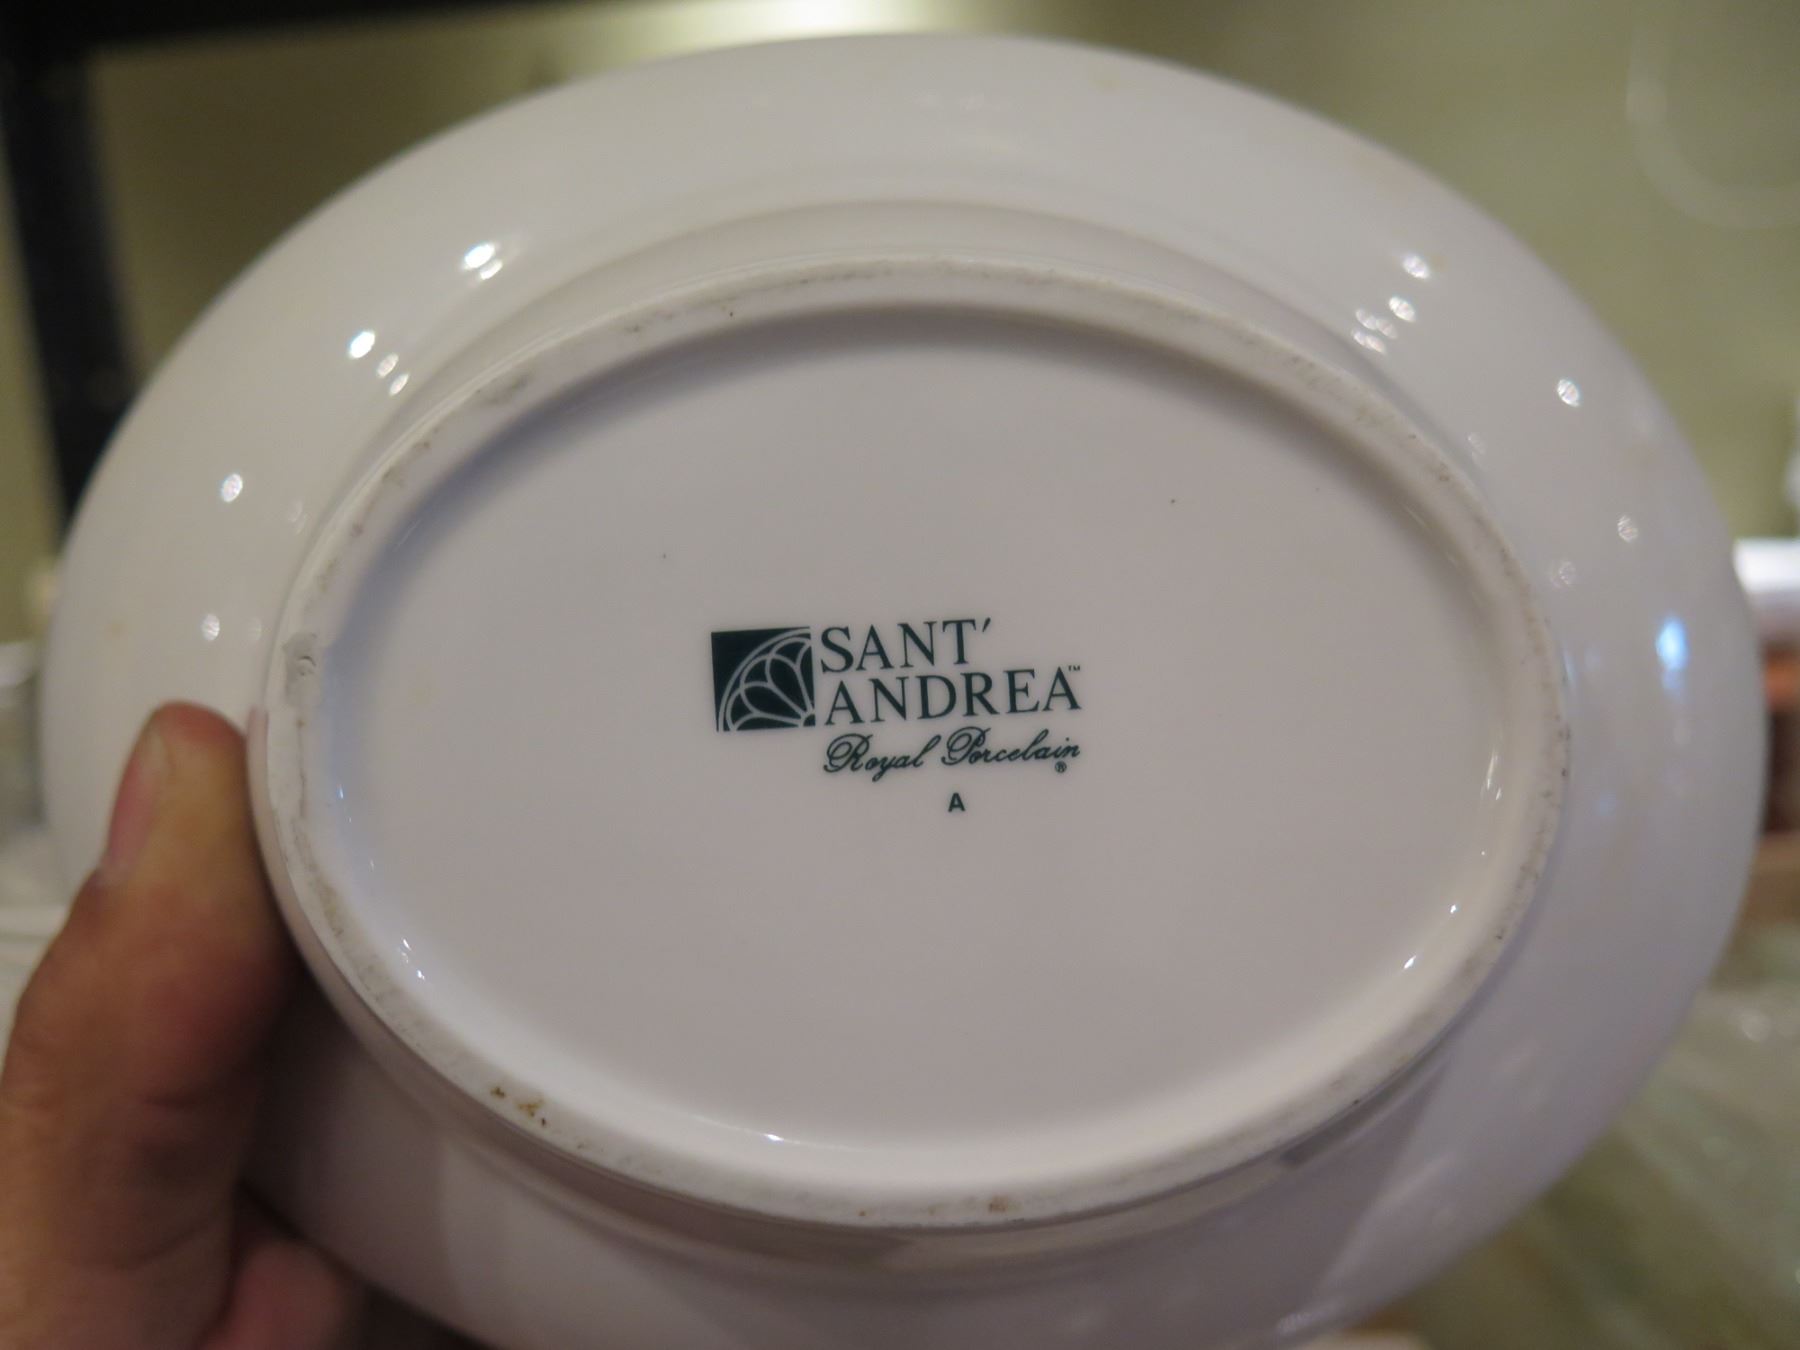 SANT'
ANDREA™
Royal Porcelain®
A